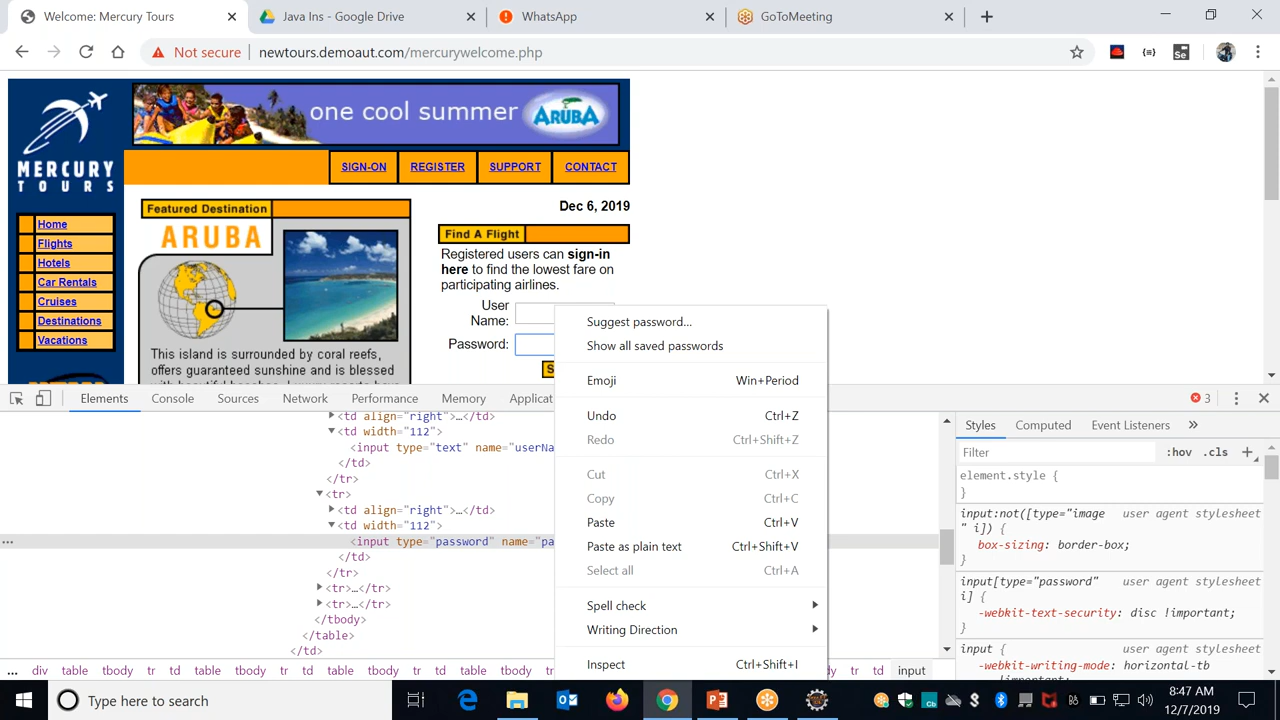 Welcome: Mercury Tours
Java Ins - Google Drive
WhatsApp
GoToMeeting
Not secure
newtours.demoaut.com/mercurywelcome.php
one cool summer
ARUBA
MERCURY
TOURS
SIGN-ON
REGISTER
SUPPORT
CONTACT
Home
Flights
Hotels
Car Rentals
Cruises
Destinations
Vacations
Featured Destination
ARUBA
This island is surrounded by coral reefs,
offers guaranteed sunshine and is blessed
Dec 6, 2019
Find A Flight
Registered users can sign-in
here to find the lowest fare on
participating airlines.
User
Name:
Password:
S
Suggest password...
Show all saved passwords
Emoji Win+Period
Undo Ctrl+Z
Redo Ctrl+Shift+Z
Cut Ctrl+X
Copy Ctrl+C
Paste Ctrl+V
Paste as plain text Ctrl+Shift+V
Select all Ctrl+A
Spell check
Writing Direction
Inspect Ctrl+Shift+I
Elements Console Sources Network Performance Memory Applicat
3
<td align="right">…</td>
<td width="112">
<input type="text" name="userNa
</td>
</tr>
<tr>
<td align="right">…</td>
<td width="112">
... <input type="password" name="pa
</td>
</tr>
<tr>…</tr>
<tr>…</tr>
</tbody>
</table>
</td>
... div table tbody tr td table tbody tr td table tbody tr td input
Styles Computed Event Listeners »
Filter :hov .cls +
element.style {
}
input:not([type="image user agent stylesheet
" i]) {
box-sizing: border-box;
}
input[type="password" user agent stylesheet
i] {
-webkit-text-security: disc !important;
}
input { user agent stylesheet
-webkit-writing-mode: horizontal-tb
!important;
Type here to search
8:47 AM
12/7/2019